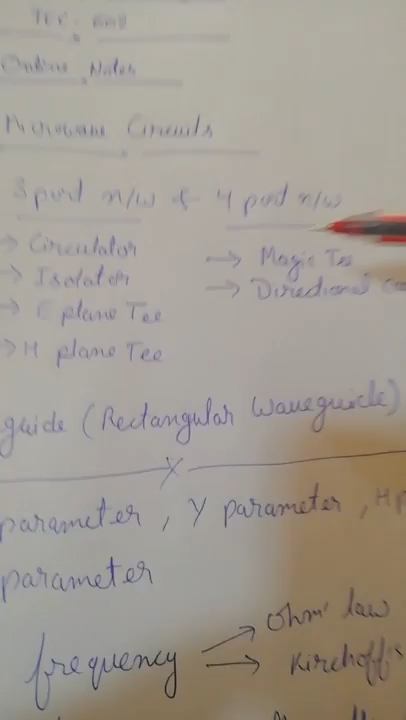 Online Notes
Microwave Circuits
3 port n/w & 4 port n/w
→ Circulator → Magic Tee
→ Isolator → Directional
→ E plane Tee
→ H plane Tee
guide (Rectangular Waveguide)
X
parameter, Y parameter, H
parameter
frequency → Ohm' law
→ Kirchoff's